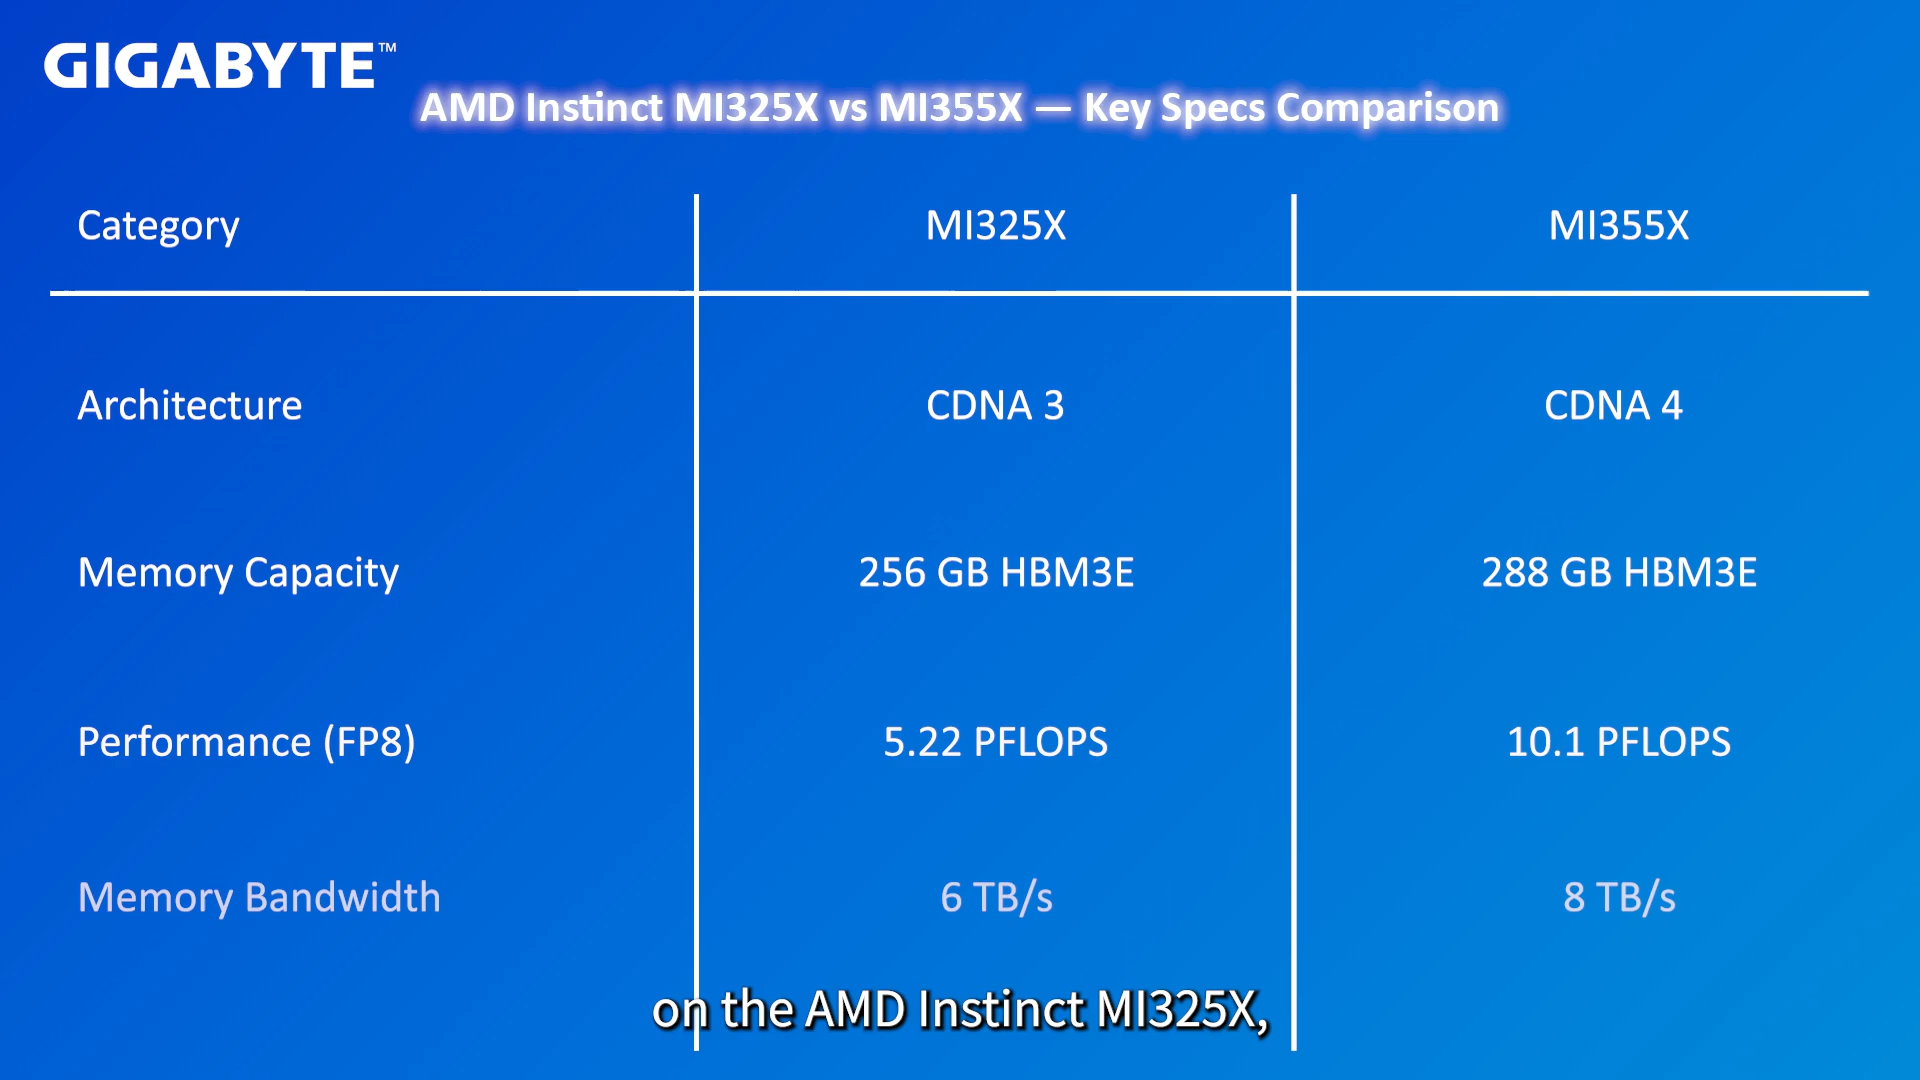 GIGABYTE™
AMD Instinct MI325X vs MI355X — Key Specs Comparison
Category MI325X MI355X
Architecture CDNA 3 CDNA 4
Memory Capacity 256 GB HBM3E 288 GB HBM3E
Performance (FP8) 5.22 PFLOPS 10.1 PFLOPS
Memory Bandwidth 6 TB/s 8 TB/s
on the AMD Instinct MI325X,